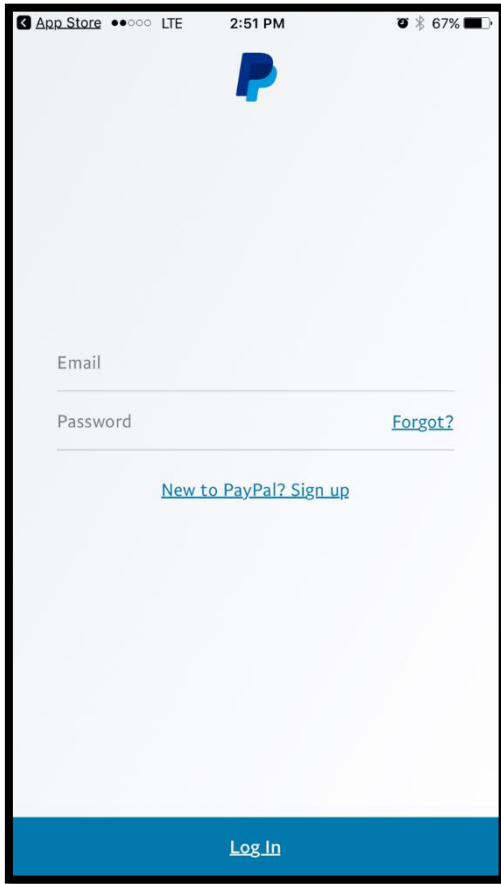 App Store LTE 2:51 PM 67%
Email
Password Forgot?
New to PayPal? Sign up
Log In